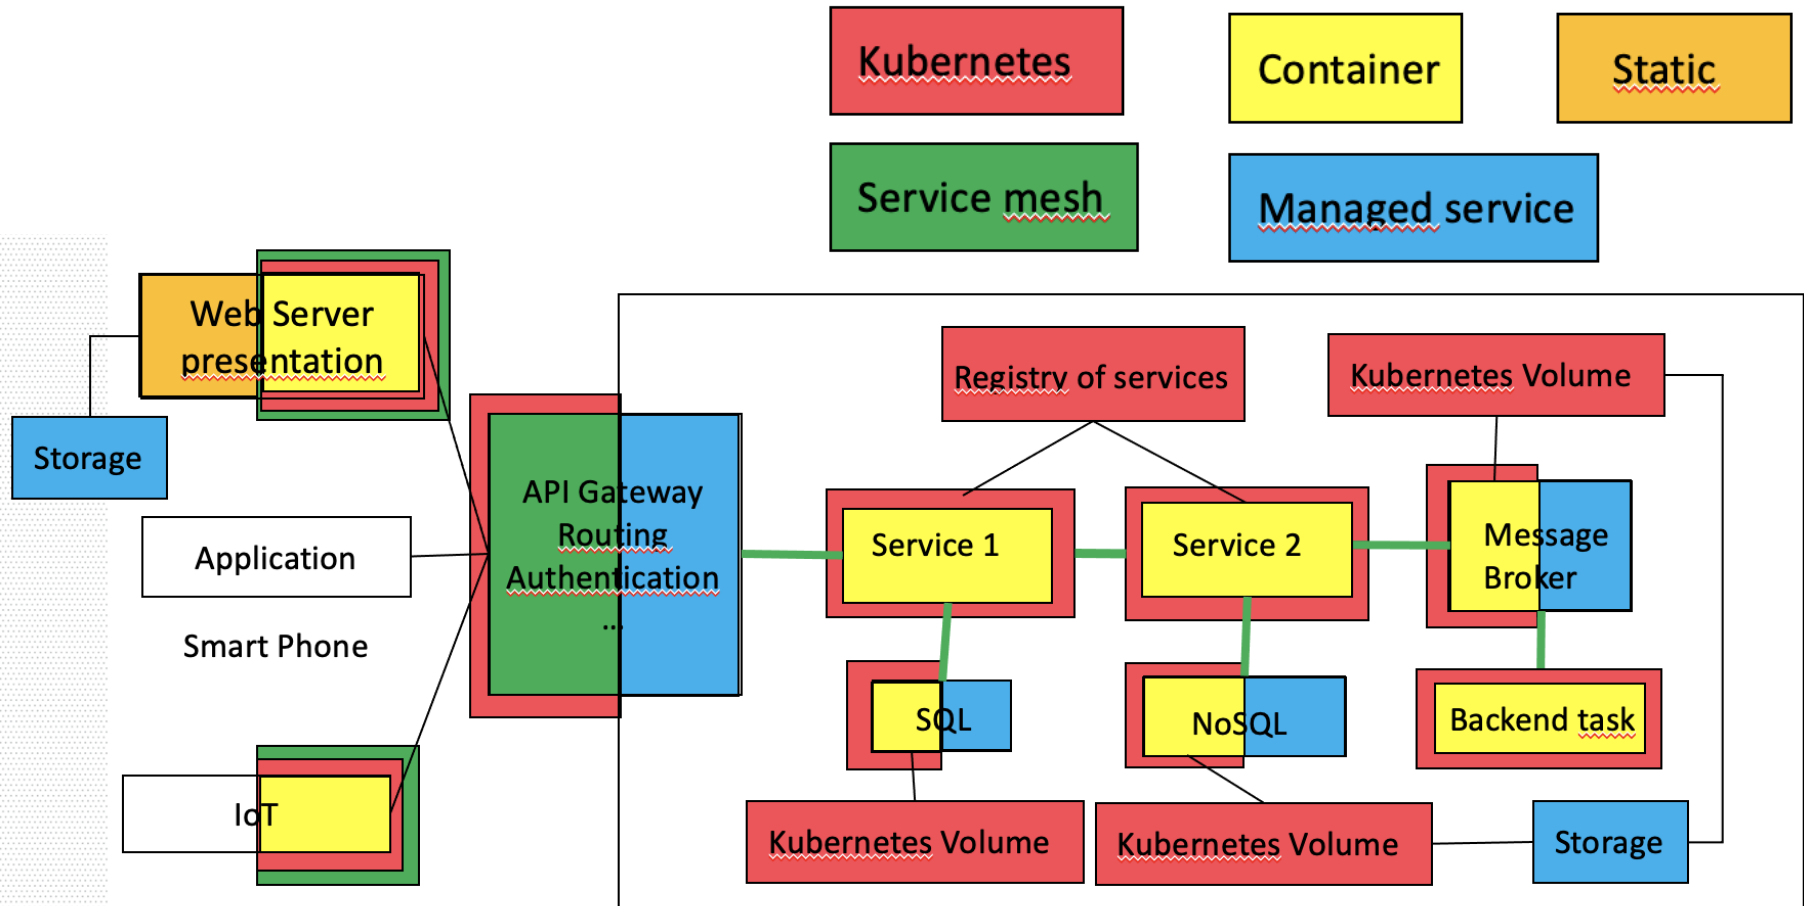 Kubernetes
Container
Static
Service mesh
Managed service
Web Server
presentation
Storage
Application
Smart Phone
IoT
API Gateway
Routing
Authentication
...
Registry of services
Kubernetes Volume
Service 1
Service 2
Message
Broker
SQL
NoSQL
Backend task
Kubernetes Volume
Kubernetes Volume
Storage